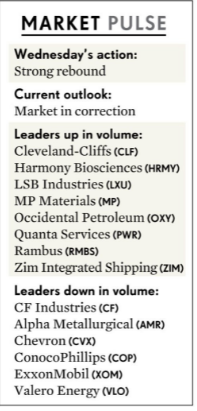 MARKET PULSE
Wednesday's action:
Strong rebound
Current outlook:
Market in correction
Leaders up in volume:
Cleveland-Cliffs (CLF)
Harmony Biosciences (HRMY)
LSB Industries (LXU)
MP Materials (MP)
Occidental Petroleum (OXY)
Quanta Services (PWR)
Rambus (RMBS)
Zim Integrated Shipping (ZIM)
Leaders down in volume:
CF Industries (CF)
Alpha Metallurgical (AMR)
Chevron (CVX)
ConocoPhillips (COP)
ExxonMobil (XOM)
Valero Energy (VLO)